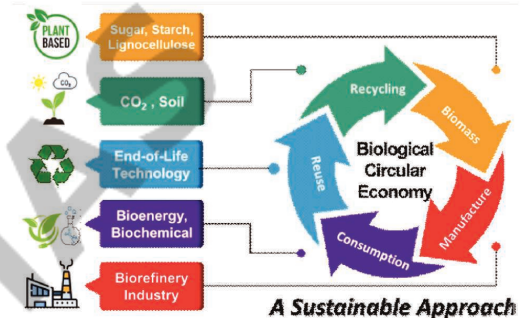 PLANT
BASED
Sugar, Starch,
Lignocellulose
CO₂
CO₂ , Soil
End-of-Life
Technology
Bioenergy,
Biochemical
Biorefinery
Industry
Recycling
Biomass
Manufacture
Consumption
Reuse
Biological
Circular
Economy
A Sustainable Approach